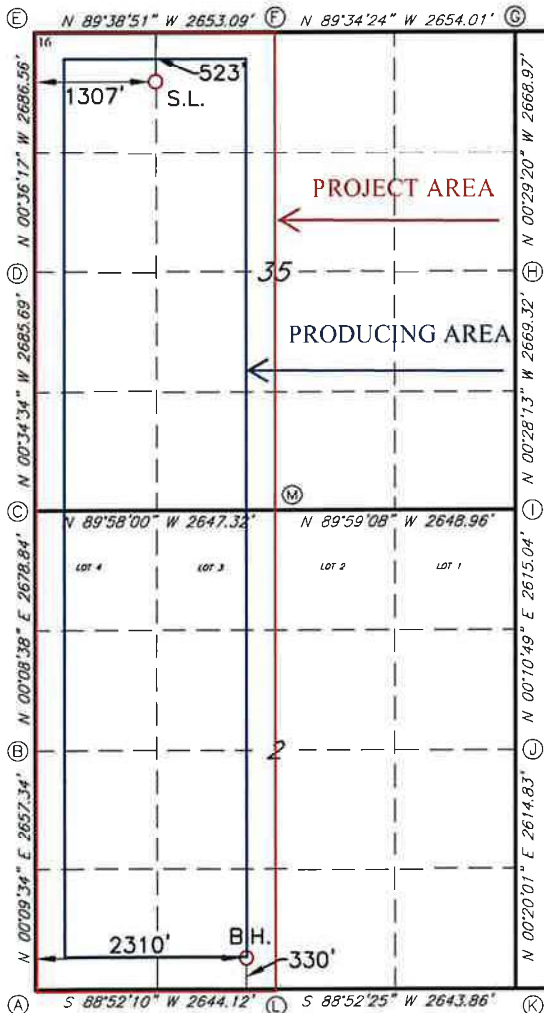 E N 89°38'51" W 2653.09' F N 89°34'24" W 2654.01' G
16
523'
1307'
S.L.
N 00°36'17" W 2686.56'
N 00°29'20" W 2668.97'
PROJECT AREA
D
35
H
PRODUCING AREA
N 00°34'34" W 2685.69'
N 00°28'13" W 2669.32'
M
C N 89°58'00" W 2647.32' N 89°59'08" W 2648.96' I
LOT 4 LOT 3 LOT 2 LOT 1
N 00°08'38" E 2678.84'
N 00°10'49" E 2615.04'
B
2
J
N 00°09'34" E 2657.34'
N 00°20'01" E 2614.83'
2310' B.H.
330'
A S 88°52'10" W 2644.12' L S 88°52'25" W 2643.86' K